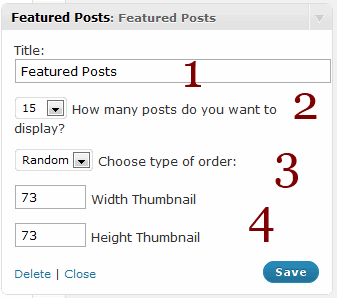 Featured Posts: Featured Posts
Title:
Featured Posts
1
15 How many posts do you want to
display?
2
Random Choose type of order:
3
73 Width Thumbnail
4
73 Height Thumbnail
Delete | Close
Save